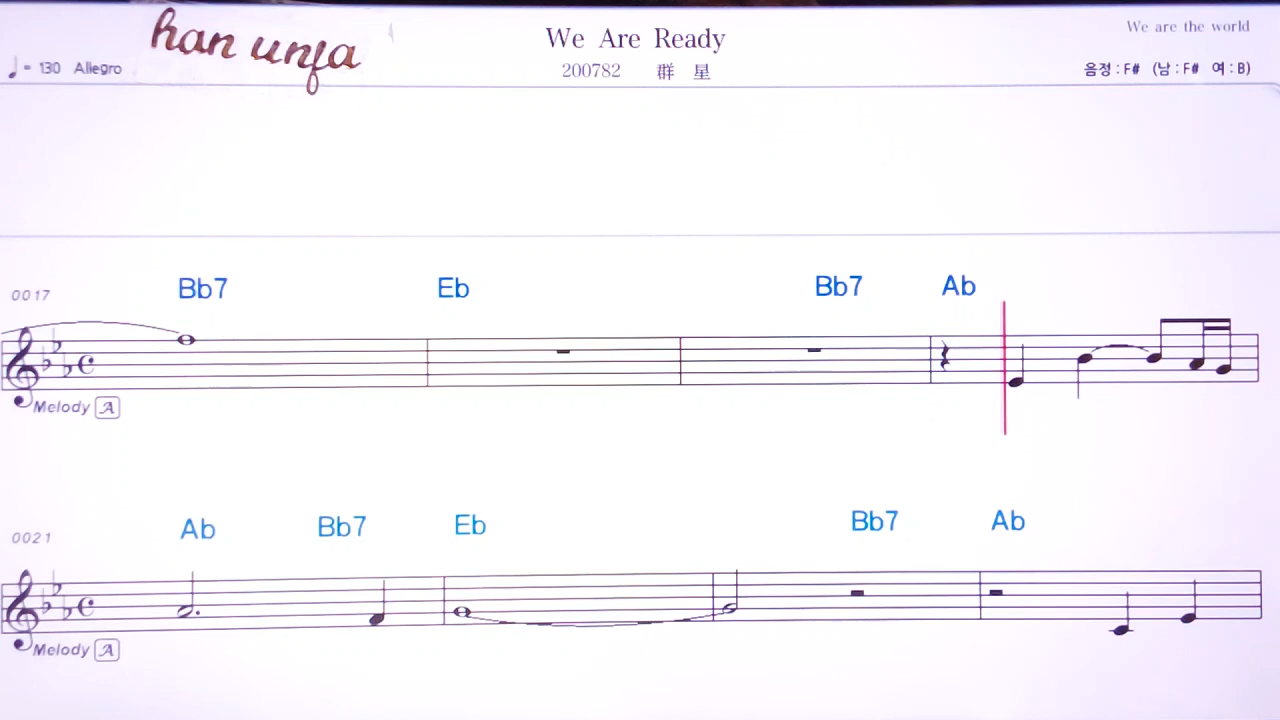 han unfa
We Are Ready
We are the world
♩= 130 Allegro
200782 群 星
음정 : F# (남 : F# 여 : B)
0017 Bb7 Eb Bb7 Ab
Melody A
0021 Ab Bb7 Eb Bb7 Ab
Melody A